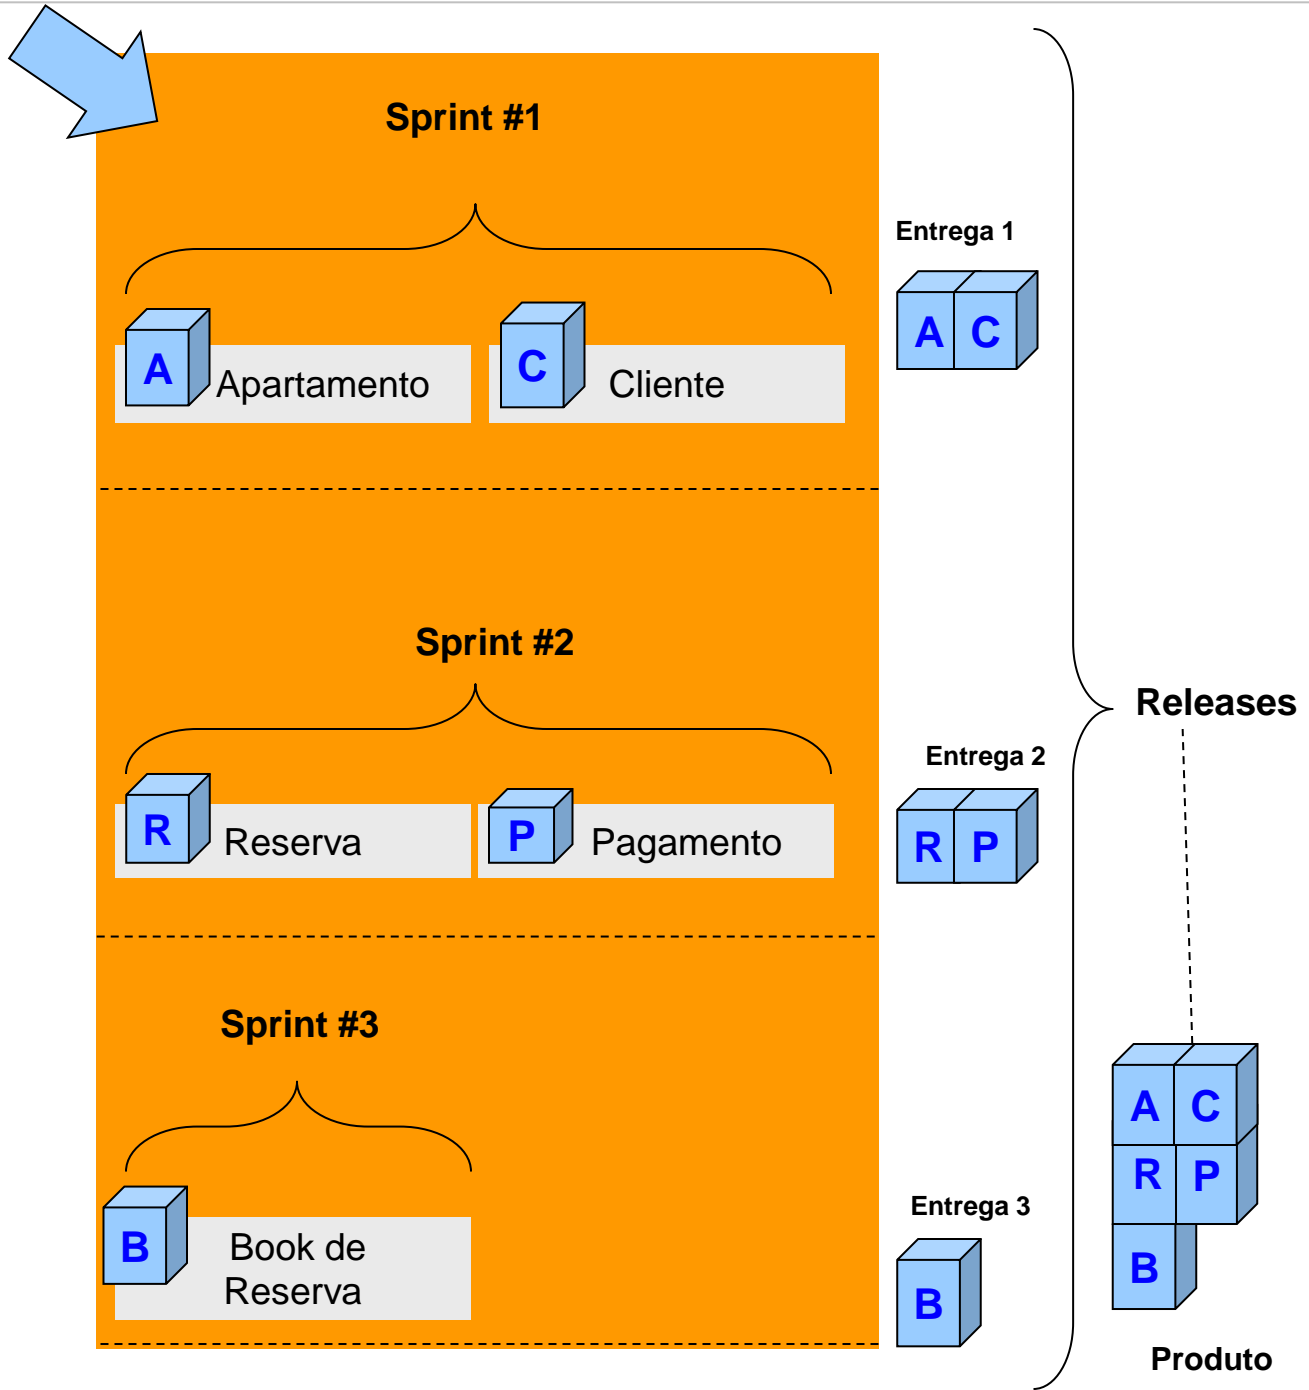 Sprint #1
Entrega 1
A
Apartamento
C
Cliente
A
C
Sprint #2
Releases
Entrega 2
R
Reserva
P
Pagamento
R
P
Sprint #3
A
C
R
P
Entrega 3
B
Book de
Reserva
B
B
Produto